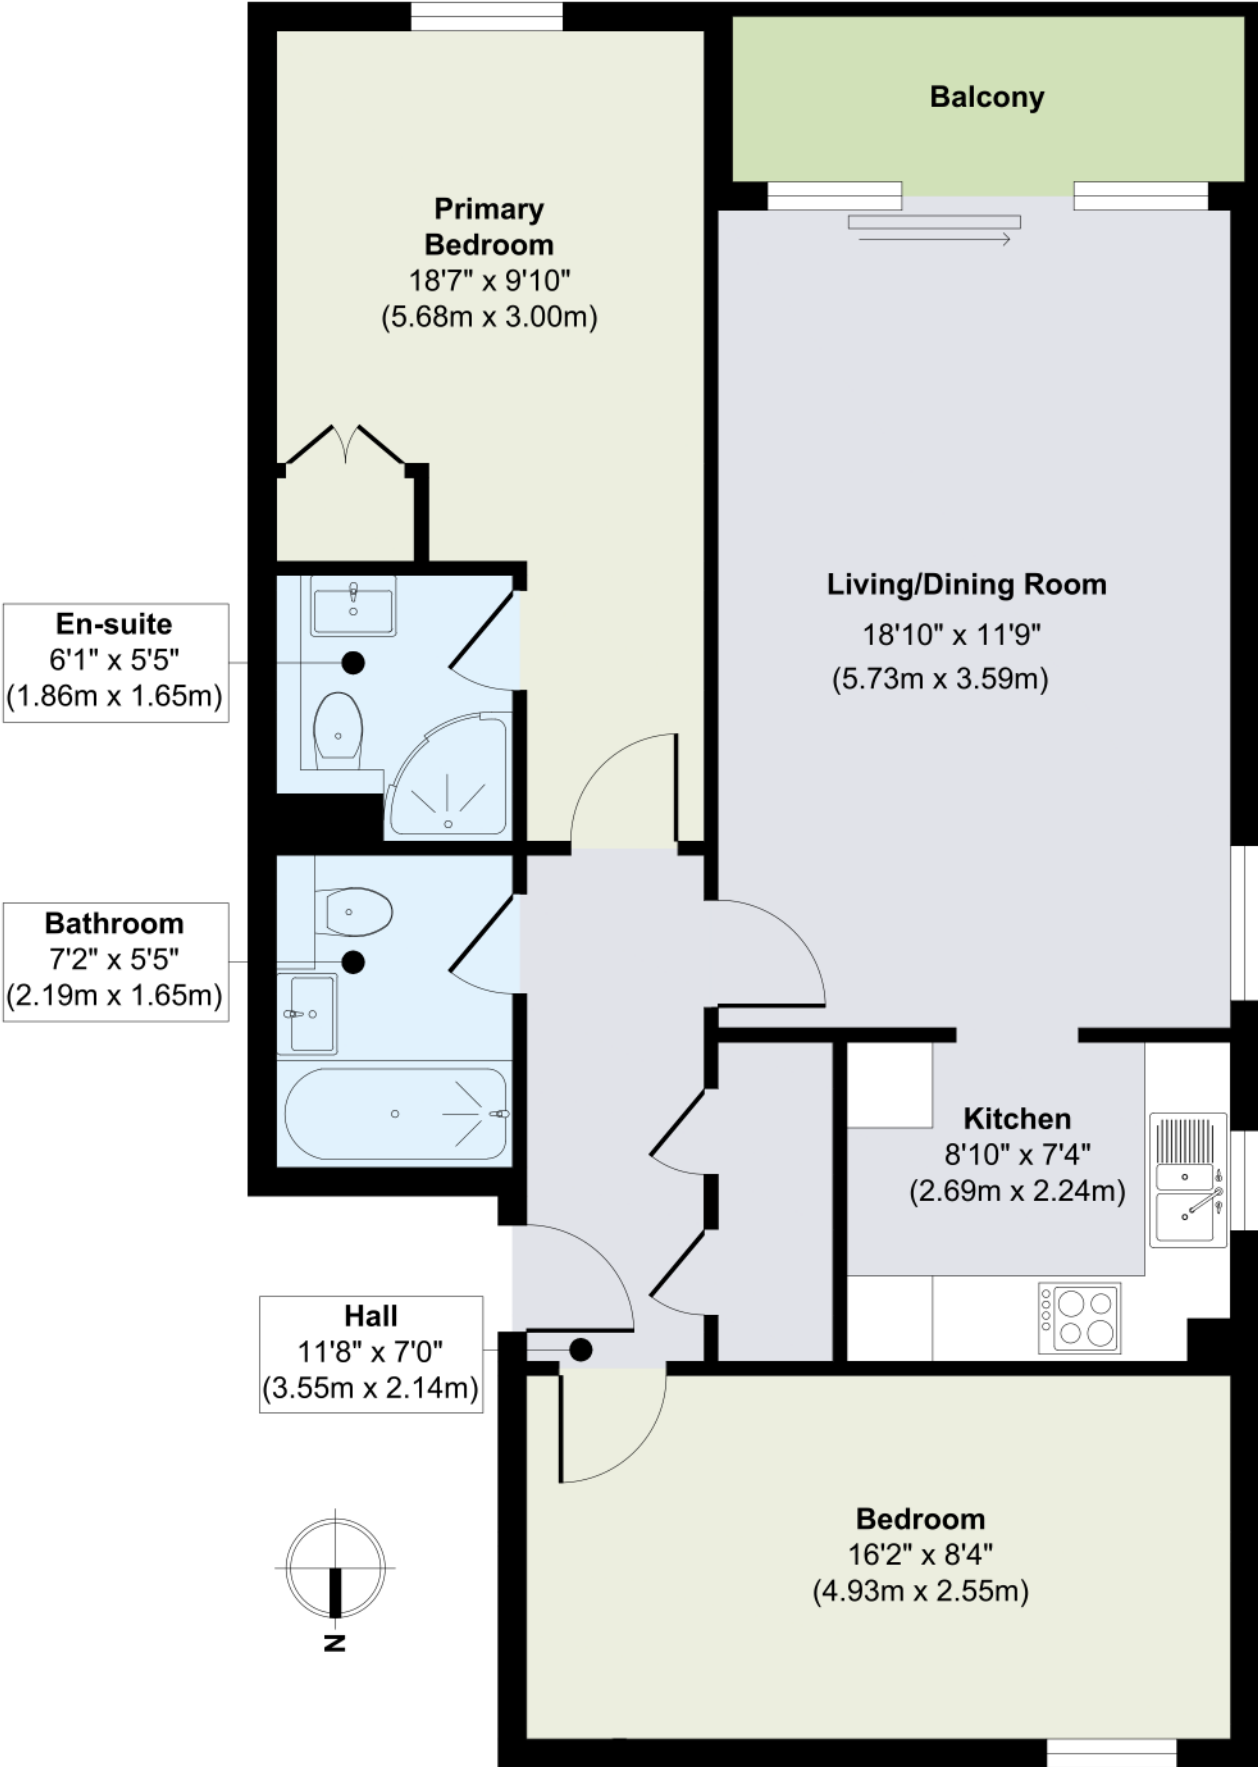 Balcony
Primary
Bedroom
18'7" x 9'10"
(5.68m x 3.00m)
Living/Dining Room
18'10" x 11'9"
(5.73m x 3.59m)
En-suite
6'1" x 5'5"
(1.86m x 1.65m)
Bathroom
7'2" x 5'5"
(2.19m x 1.65m)
Kitchen
8'10" x 7'4"
(2.69m x 2.24m)
Hall
11'8" x 7'0"
(3.55m x 2.14m)
Bedroom
16'2" x 8'4"
(4.93m x 2.55m)
N